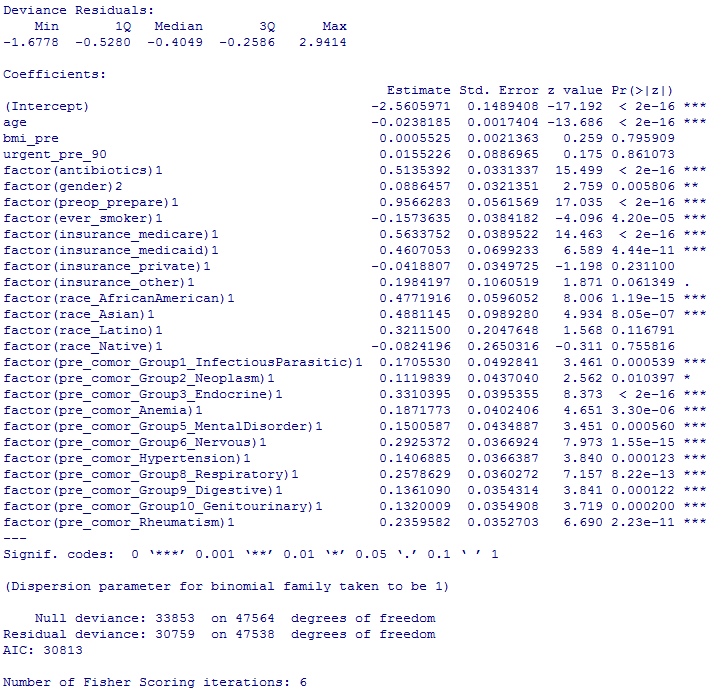 Deviance Residuals:
    Min       1Q   Median       3Q      Max
-1.6778  -0.5280  -0.4049  -0.2586   2.9414

Coefficients:
                                                Estimate Std. Error z value Pr(>|z|)
(Intercept)                                   -2.5605971  0.1489408 -17.192  < 2e-16 ***
age                                           -0.0238185  0.0017404 -13.686  < 2e-16 ***
bmi_pre                                        0.0005525  0.0021363   0.259 0.795909
urgent_pre_90                                  0.0155226  0.0886965   0.175 0.861073
factor(antibiotics)1                           0.5135392  0.0331337  15.499  < 2e-16 ***
factor(gender)2                                0.0886457  0.0321351   2.759 0.005806 **
factor(preop_prepare)1                         0.9566283  0.0561569  17.035  < 2e-16 ***
factor(ever_smoker)1                          -0.1573635  0.0384182  -4.096 4.20e-05 ***
factor(insurance_medicare)1                    0.5633752  0.0389522  14.463  < 2e-16 ***
factor(insurance_medicaid)1                    0.4607053  0.0699233   6.589 4.44e-11 ***
factor(insurance_private)1                    -0.0418807  0.0349725  -1.198 0.231100
factor(insurance_other)1                       0.1984197  0.1060519   1.871 0.061349 .
factor(race_AfricanAmerican)1                  0.4771916  0.0596052   8.006 1.19e-15 ***
factor(race_Asian)1                            0.4881145  0.0989280   4.934 8.05e-07 ***
factor(race_Latino)1                           0.3211500  0.2047648   1.568 0.116791
factor(race_Native)1                          -0.0824196  0.2650316  -0.311 0.755816
factor(pre_comor_Group1_InfectiousParasitic)1  0.1705530  0.0492841   3.461 0.000539 ***
factor(pre_comor_Group2_Neoplasm)1             0.1119839  0.0437040   2.562 0.010397 *
factor(pre_comor_Group3_Endocrine)1            0.3310395  0.0395355   8.373  < 2e-16 ***
factor(pre_comor_Anemia)1                      0.1871773  0.0402406   4.651 3.30e-06 ***
factor(pre_comor_Group5_MentalDisorder)1       0.1500587  0.0434887   3.451 0.000560 ***
factor(pre_comor_Group6_Nervous)1              0.2925372  0.0366924   7.973 1.55e-15 ***
factor(pre_comor_Hypertension)1                0.1406885  0.0366387   3.840 0.000123 ***
factor(pre_comor_Group8_Respiratory)1          0.2578629  0.0360272   7.157 8.22e-13 ***
factor(pre_comor_Group9_Digestive)1            0.1361090  0.0354314   3.841 0.000122 ***
factor(pre_comor_Group10_Genitourinary)1       0.1320009  0.0354908   3.719 0.000200 ***
factor(pre_comor_Rheumatism)1                  0.2359582  0.0352703   6.690 2.23e-11 ***
---
Signif. codes:  0 ‘***’ 0.001 ‘**’ 0.01 ‘*’ 0.05 ‘.’ 0.1 ‘ ’ 1

(Dispersion parameter for binomial family taken to be 1)

    Null deviance: 33853  on 47564  degrees of freedom
Residual deviance: 30759  on 47538  degrees of freedom
AIC: 30813

Number of Fisher Scoring iterations: 6